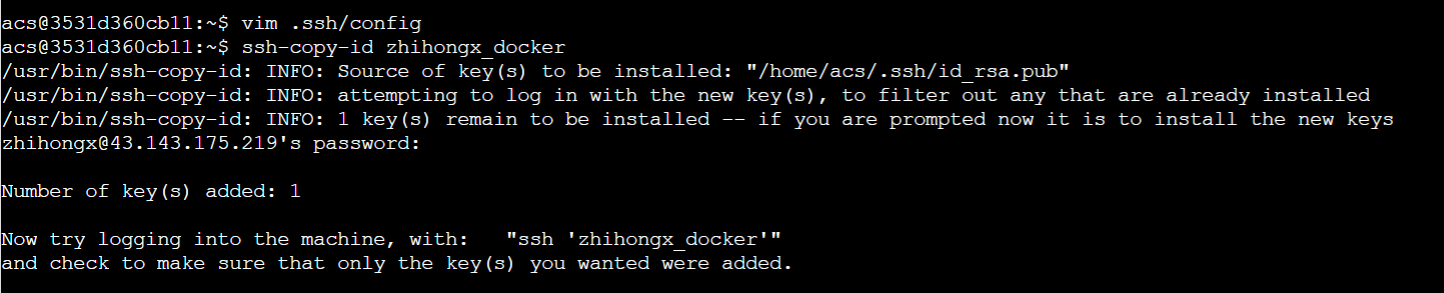 acs@3531d360cb11:~$ vim .ssh/config
acs@3531d360cb11:~$ ssh-copy-id zhihongx_docker
/usr/bin/ssh-copy-id: INFO: Source of key(s) to be installed: "/home/acs/.ssh/id_rsa.pub"
/usr/bin/ssh-copy-id: INFO: attempting to log in with the new key(s), to filter out any that are already installed
/usr/bin/ssh-copy-id: INFO: 1 key(s) remain to be installed -- if you are prompted now it is to install the new keys
zhihongx@43.143.175.219's password:
Number of key(s) added: 1
Now try logging into the machine, with:   "ssh 'zhihongx_docker'"
and check to make sure that only the key(s) you wanted were added.